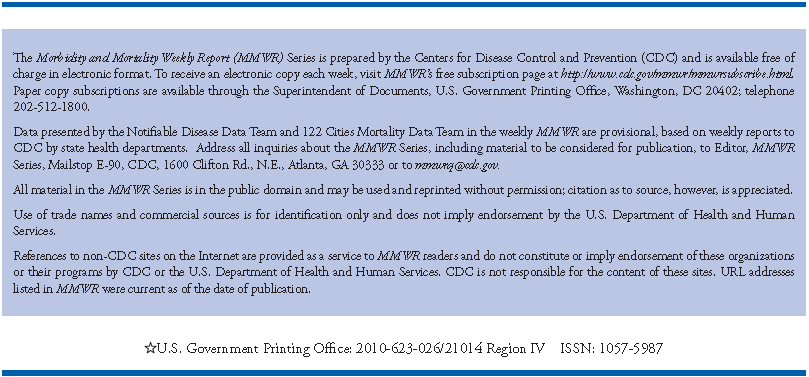 The Morbidity and Mortality Weekly Report (MMWR) Series is prepared by the Centers for Disease Control and Prevention (CDC) and is available free of
charge in electronic format. To receive an electronic copy each week, visit MMWR's free subscription page at http://www.cdc.gov/mmwr/mmwrsubscribe.html.
Paper copy subscriptions are available through the Superintendent of Documents, U.S. Government Printing Office, Washington, DC 20402; telephone
202-512-1800.
Data presented by the Notifiable Disease Data Team and 122 Cities Mortality Data Team in the weekly MMWR are provisional, based on weekly reports to
CDC by state health departments. Address all inquiries about the MMWR Series, including material to be considered for publication, to Editor, MMWR
Series, Mailstop E-90, CDC, 1600 Clifton Rd., N.E., Atlanta, GA 30333 or to mmwrq@cdc.gov.
All material in the MMWR Series is in the public domain and may be used and reprinted without permission; citation as to source, however, is appreciated.
Use of trade names and commercial sources is for identification only and does not imply endorsement by the U.S. Department of Health and Human
Services.
References to non-CDC sites on the Internet are provided as a service to MMWR readers and do not constitute or imply endorsement of these organizations
or their programs by CDC or the U.S. Department of Health and Human Services. CDC is not responsible for the content of these sites. URL addresses
listed in MMWR were current as of the date of publication.
☆U.S. Government Printing Office: 2010-623-026/21014 Region IV ISSN: 1057-5987